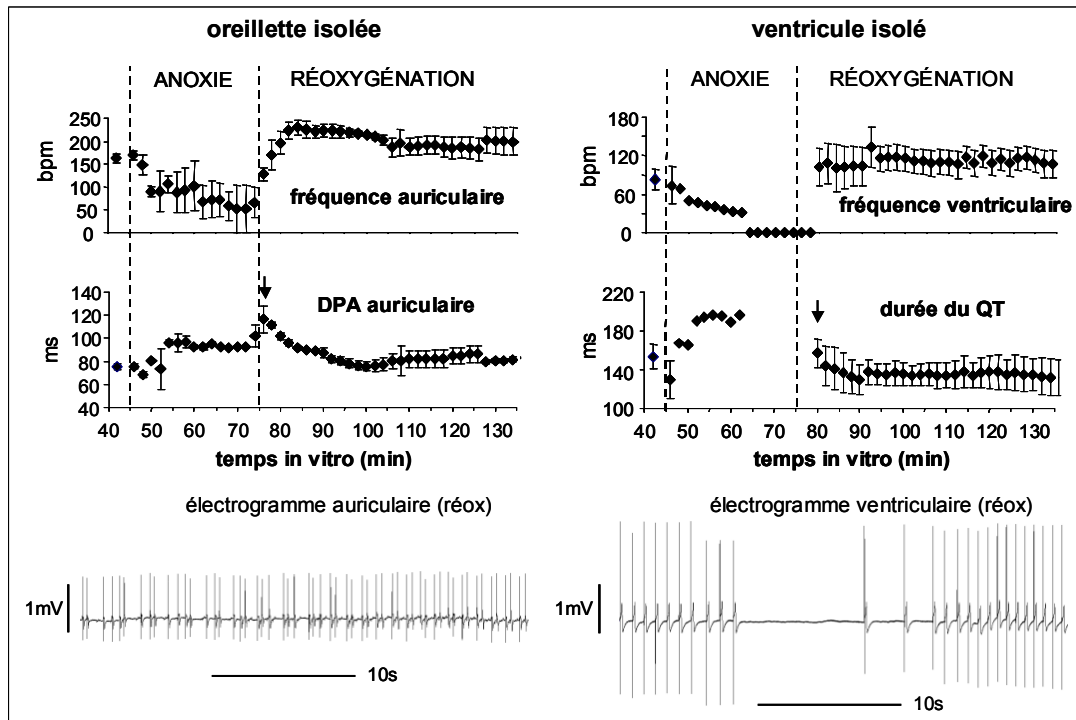 oreillette isolée
ANOXIE RÉOXYGÉNATION
250
200
150
100
50
0
bpm
fréquence auriculaire
140
120
100
80
60
40
ms
DPA auriculaire
40 50 60 70 80 90 100 110 120 130
temps in vitro (min)
électrogramme auriculaire (réox)
1mV
10s
ventricule isolé
ANOXIE RÉOXYGÉNATION
180
120
60
0
bpm
fréquence ventriculaire
220
190
160
130
100
ms
durée du QT
40 50 60 70 80 90 100 110 120 130
temps in vitro (min)
électrogramme ventriculaire (réox)
1mV
10s